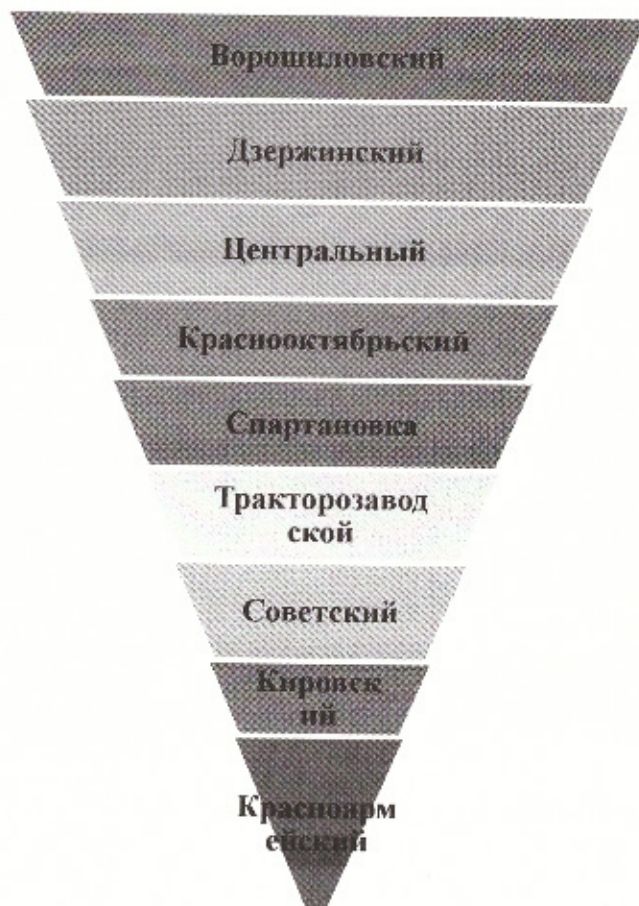 Ворошиловский
Дзержинский
Центральный
Краснооктябрьский
Спартановка
Тракторозавод
ской
Советский
Кировск
ий
Красноарм
ейский